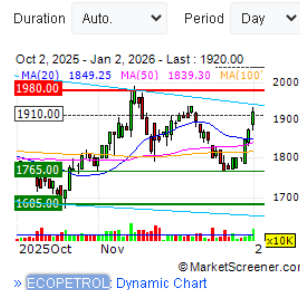 Duration Auto. Period Day
Oct 2, 2025 - Jan 2, 2026 - Last : 1920.00
MA(20) 1849.25 MA(50) 1839.30 MA(100)
2000
1980.00
1910.00
1900
1800
1765.00
1700
1685.00
x10K
2025Oct Nov 2
© MarketScreener.com
» ECOPETROL: Dynamic Chart